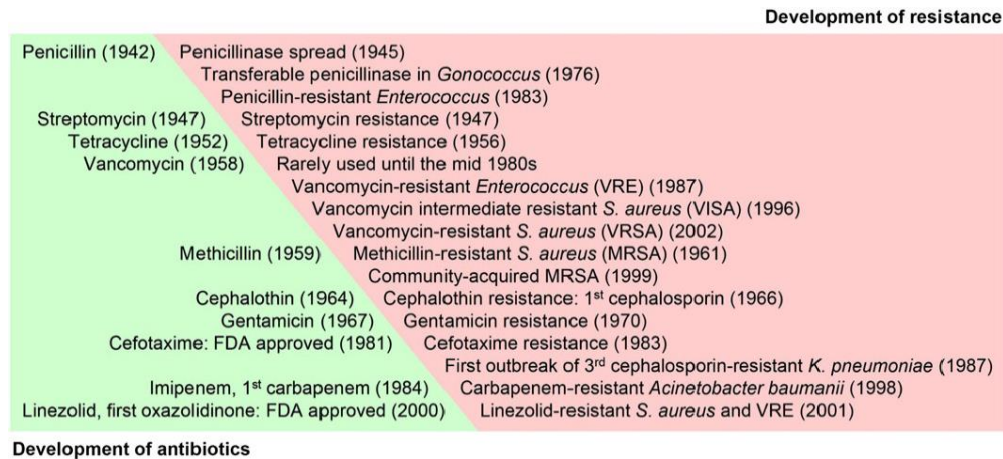 Development of resistance
Penicillin (1942) Penicillinase spread (1945)
Transferable penicillinase in Gonococcus (1976)
Penicillin-resistant Enterococcus (1983)
Streptomycin (1947) Streptomycin resistance (1947)
Tetracycline (1952) Tetracycline resistance (1956)
Vancomycin (1958) Rarely used until the mid 1980s
Vancomycin-resistant Enterococcus (VRE) (1987)
Vancomycin intermediate resistant S. aureus (VISA) (1996)
Vancomycin-resistant S. aureus (VRSA) (2002)
Methicillin (1959) Methicillin-resistant S. aureus (MRSA) (1961)
Community-acquired MRSA (1999)
Cephalothin (1964) Cephalothin resistance: 1st cephalosporin (1966)
Gentamicin (1967) Gentamicin resistance (1970)
Cefotaxime: FDA approved (1981) Cefotaxime resistance (1983)
First outbreak of 3rd cephalosporin-resistant K. pneumoniae (1987)
Imipenem, 1st carbapenem (1984) Carbapenem-resistant Acinetobacter baumanii (1998)
Linezolid, first oxazolidinone: FDA approved (2000) Linezolid-resistant S. aureus and VRE (2001)
Development of antibiotics